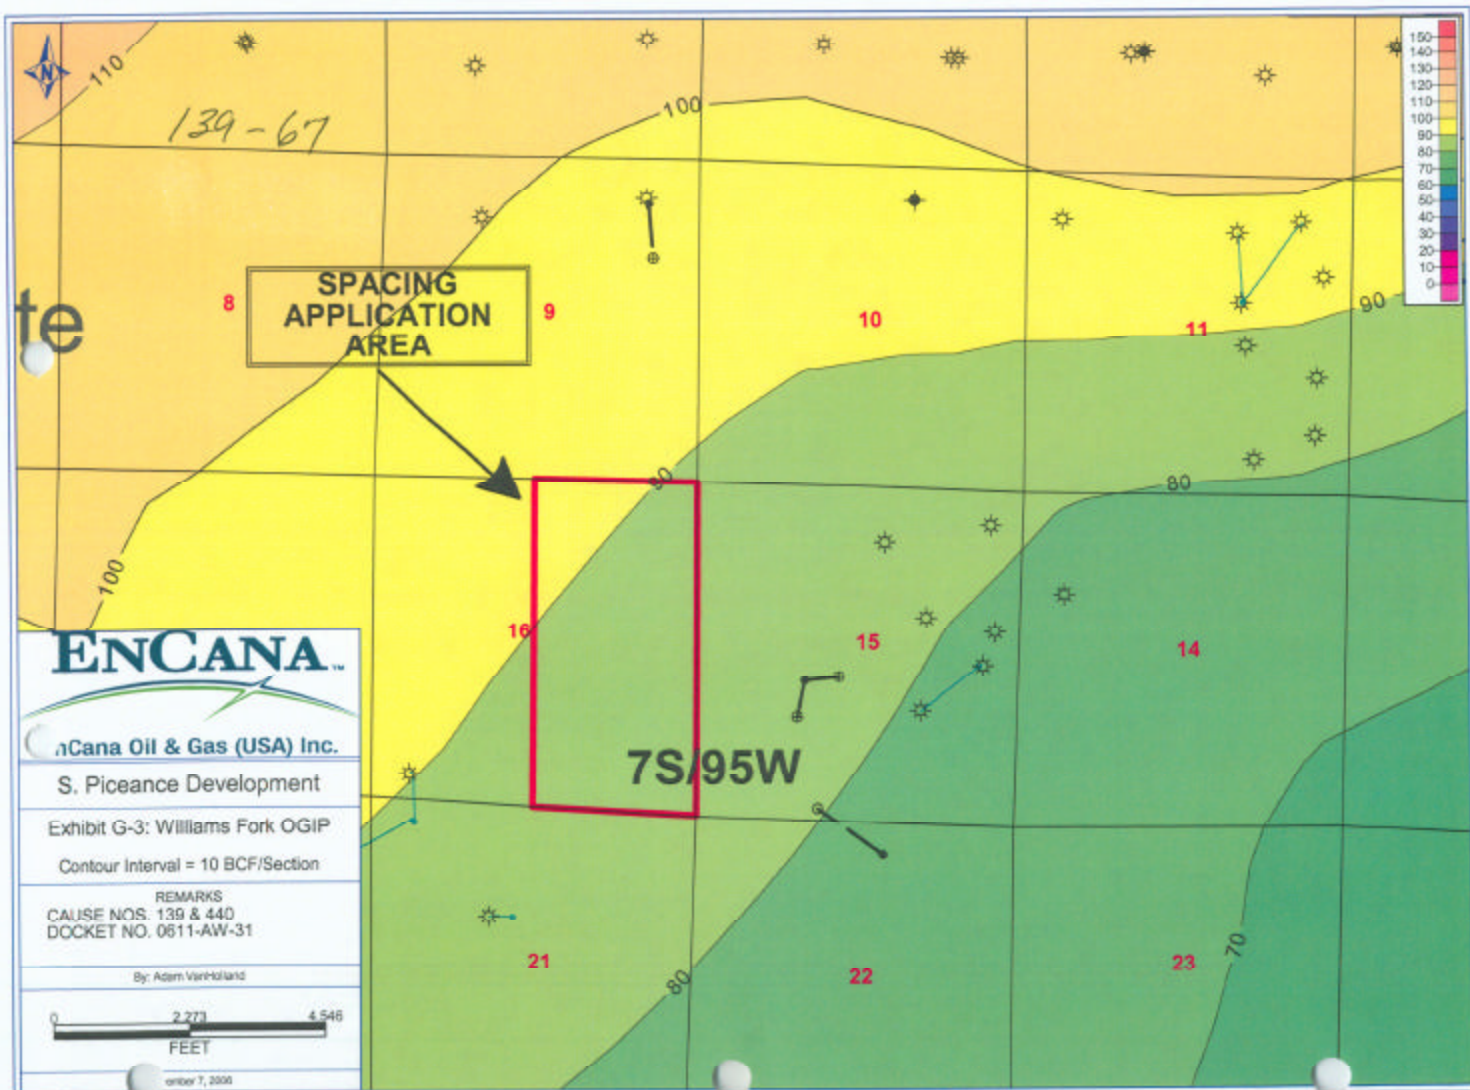 110
139-67
100
150
140
130
120
110
100
90
80
70
60
50
40
30
20
10
0
SPACING
APPLICATION
AREA
te
8
9
10
11
90
90
80
100
16
15
14
7S/95W
ENCANA™
nCana Oil & Gas (USA) Inc.
S. Piceance Development
Exhibit G-3: Williams Fork OGIP
Contour Interval = 10 BCF/Section
REMARKS
CAUSE NOS. 139 & 440
DOCKET NO. 0611-AW-31
By: Adam VanHolland
0 2,273 4,546
FEET
ember 7, 2006
21
22
23
80
70
N